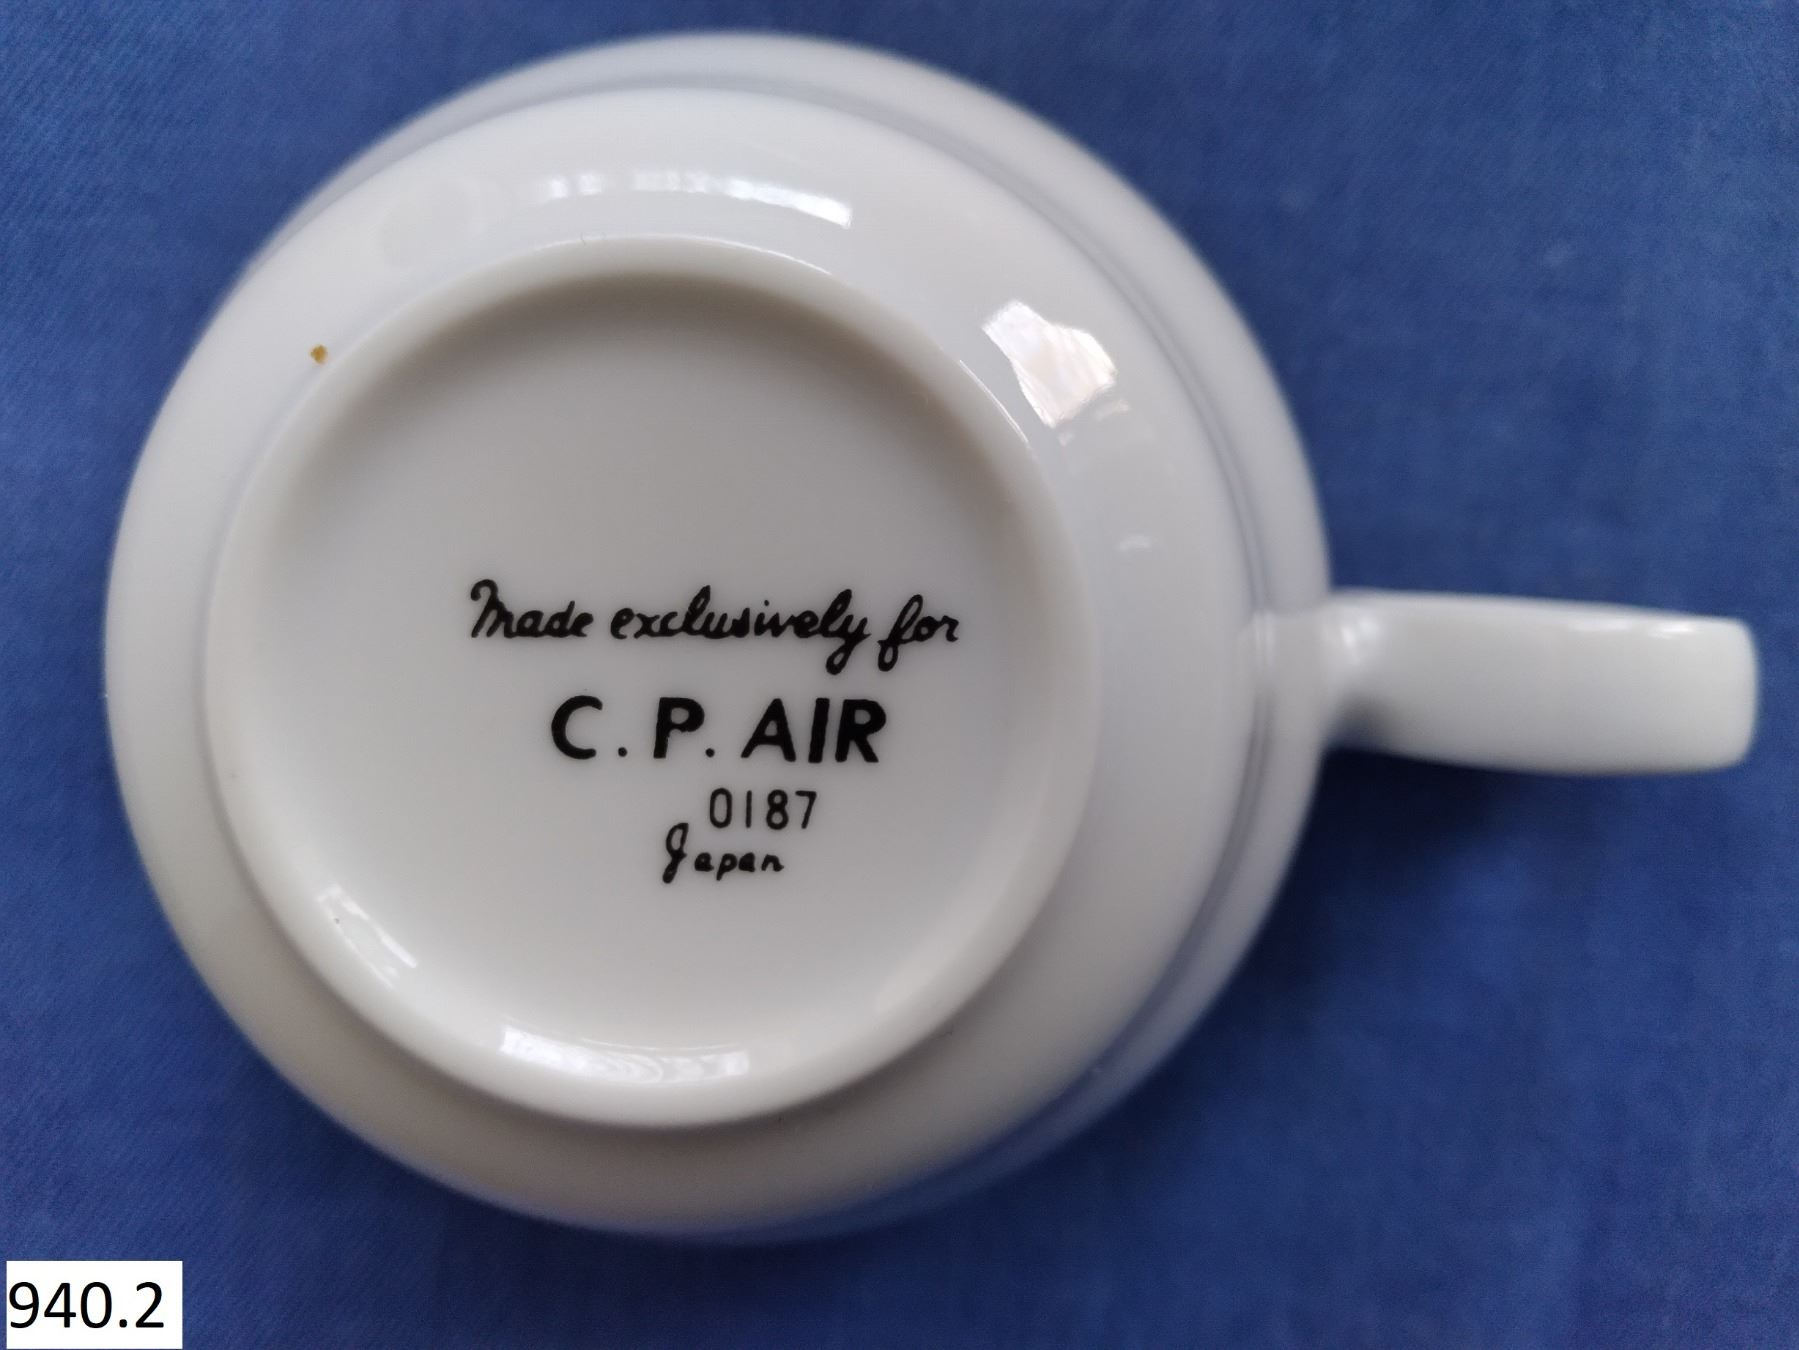 Made exclusively for
C. P. AIR
0187
Japan
940.2